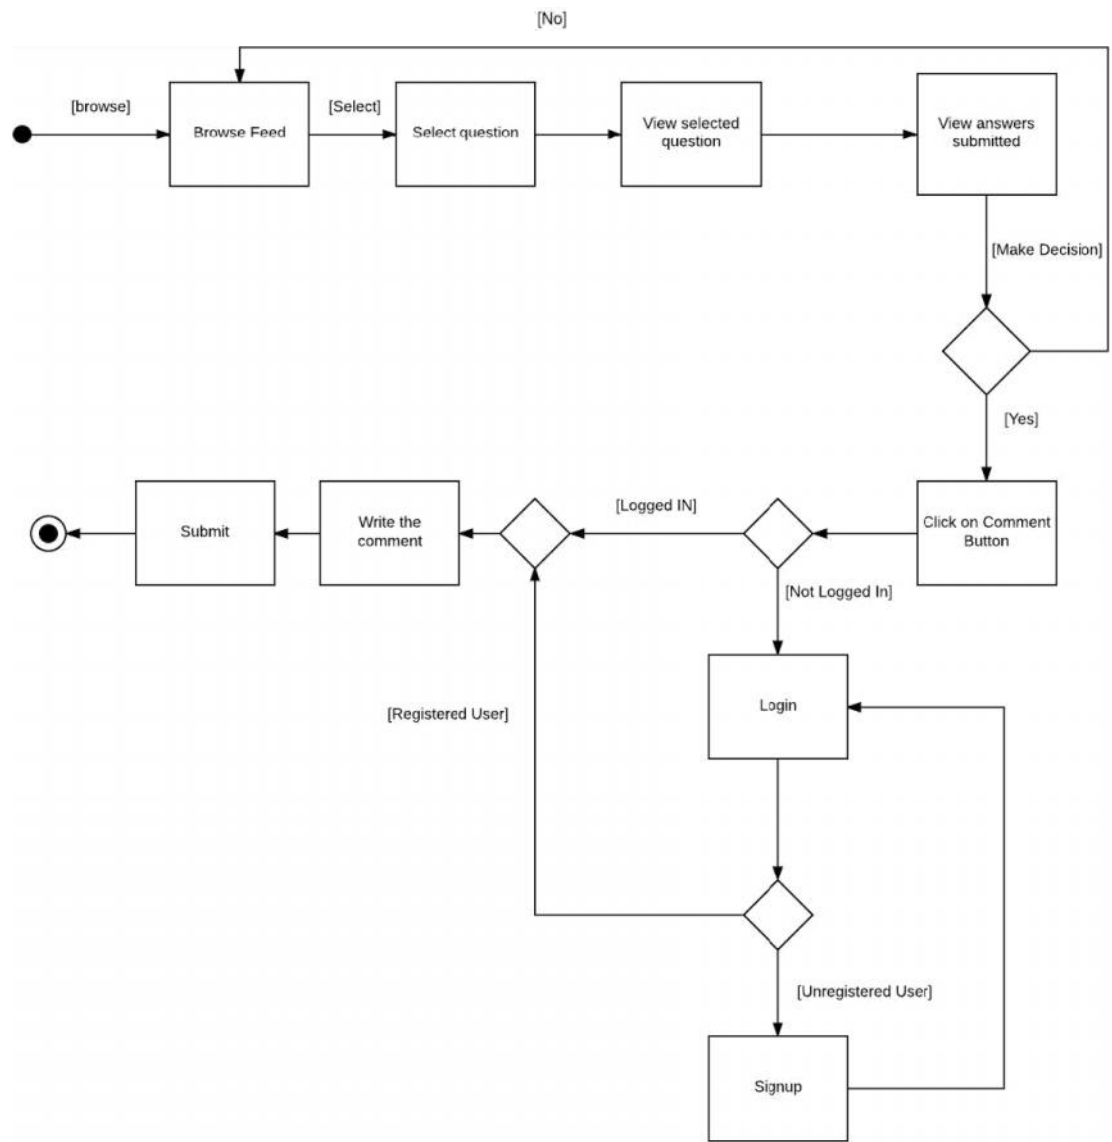 [No]
[browse]
[Select]
Browse Feed
Select question
View selected
question
View answers
submitted
[Make Decision]
[Yes]
[Logged IN]
Submit
Write the
comment
Click on Comment
Button
[Not Logged In]
Login
[Registered User]
[Unregistered User]
Signup